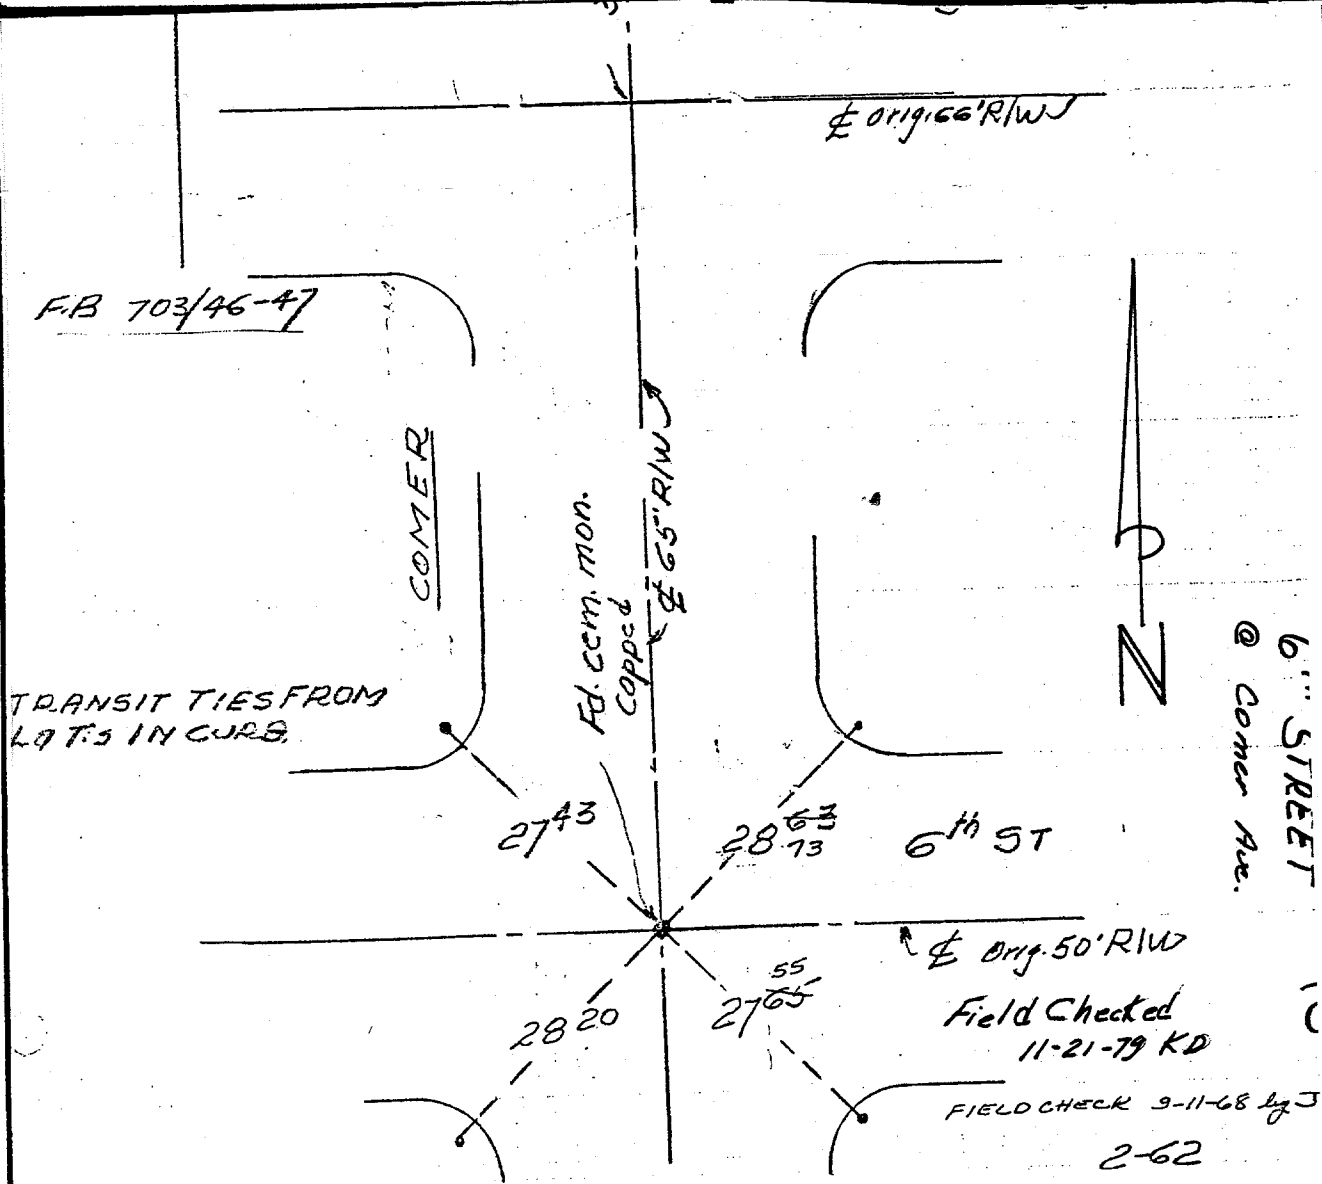 ℄ Orig. 66' R/W
F.B 703/46-47
COMER
Fd. cem. mon.
Copped
℄ 65' R/W
TRANSIT TIES FROM
L@T.s IN CURB.
27 43
28 63
73
6th ST
℄ Orig. 50' R/W
28 20
27 65
55
Field Checked
11-21-79 KD
FIELD CHECK 9-11-68 by J
2-62
N
6th STREET
@ Comer Ave.